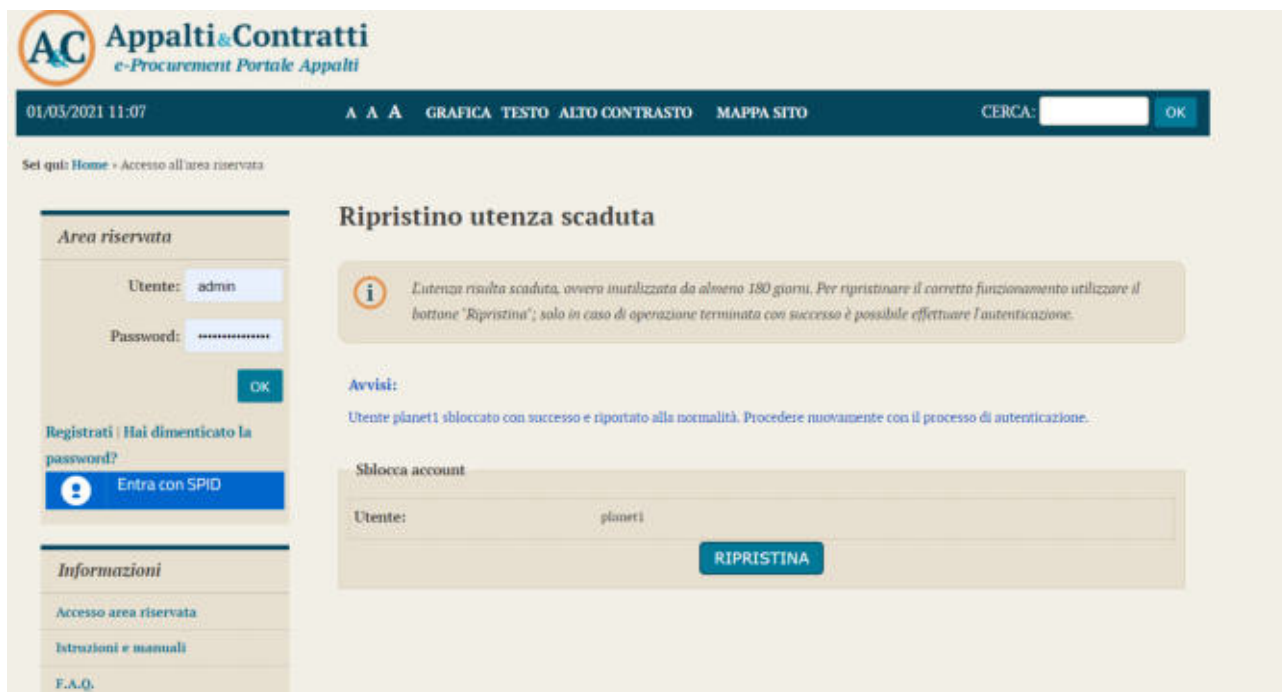 A&C Appalti&Contratti
e-Procurement Portale Appalti
01/03/2021 11:07 A A A GRAFICA TESTO ALTO CONTRASTO MAPPA SITO CERCA: OK
Sei qui: Home » Accesso all'area riservata
Area riservata
Utente: admin
Password: •••••••••••••••
OK
Registrati | Hai dimenticato la
password?
Entra con SPID
Informazioni
Accesso area riservata
Istruzioni e manuali
F.A.Q.
Ripristino utenza scaduta
L'utenza risulta scaduta, ovvero inutilizzata da almeno 180 giorni. Per ripristinare il corretto funzionamento utilizzare il
bottone "Ripristina"; solo in caso di operazione terminata con successo è possibile effettuare l'autenticazione.
Avvisi:
Utente planet1 sbloccato con successo e riportato alla normalità. Procedere nuovamente con il processo di autenticazione.
Sblocca account
Utente: planet1
RIPRISTINA